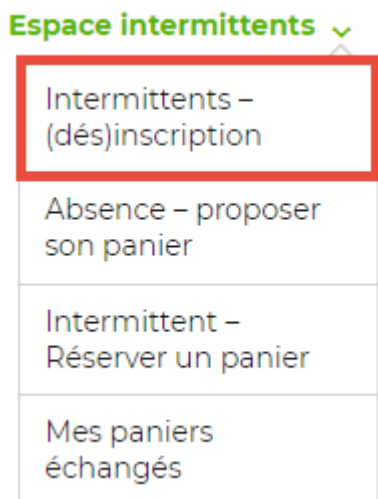 Espace intermittents
Intermittents –
(dés)inscription
Absence – proposer
son panier
Intermittent –
Réserver un panier
Mes paniers
échangés